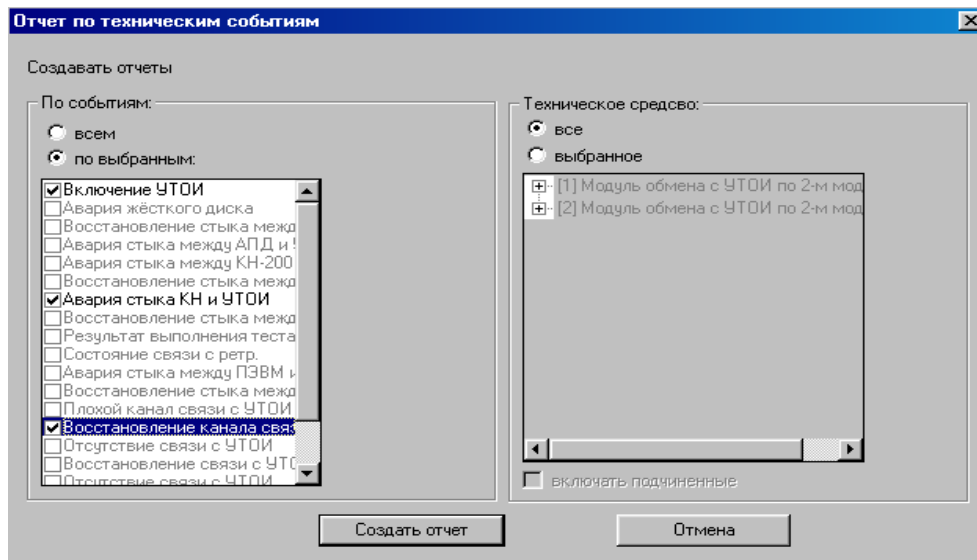 Отчет по техническим событиям
Создавать отчеты
По событиям:
всем
по выбранным:
Включение УТОИ
Авария жёсткого диска
Восстановление стыка межд
Авария стыка между АПД и
Авария стыка между КН-200
Восстановление стыка межд
Авария стыка КН и УТОИ
Восстановление стыка межд
Результат выполнения теста
Состояние связи с ретр.
Авария стыка между ПЭВМ и
Восстановление стыка межд
Плохой канал связи с УТОИ
Восстановление канала связ
Отсутствие связи с УТОИ
Восстановление связи с УТО
Отсутствие связи с УТОИ
Техническое средсво:
все
выбранное
[1] Модуль обмена с УТОИ по 2-м мод
[2] Модуль обмена с УТОИ по 2-м мод
включать подчиненные
Создать отчет
Отмена